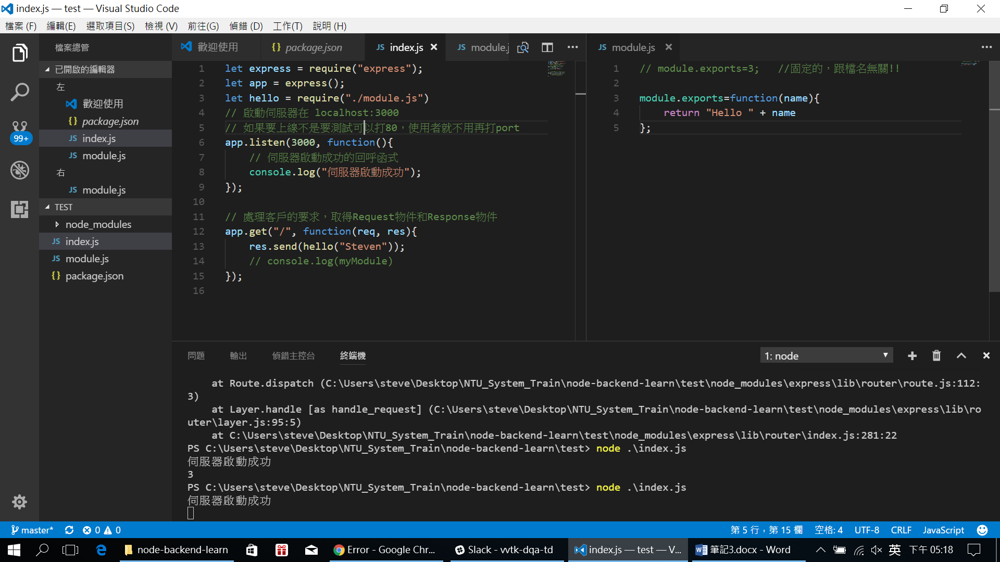 index.js — test — Visual Studio Code
檔案 (F) 編輯(E) 選取項目(S) 檢視 (V) 前往(G) 偵錯 (D) 工作(T) 說明 (H)
檔案總管
已開啟的編輯器
左
歡迎使用
{} package.json
JS index.js
JS module.js
右
JS module.js
TEST
node_modules
JS index.js
JS module.js
{} package.json
99+
歡迎使用 {} package.json JS index.js JS module.j
1 let express = require("express");
2 let app = express();
3 let hello = require("./module.js")
4 // 啟動伺服器在 localhost:3000
5 // 如果要上線不是要測試可以打80，使用者就不用再打port
6 app.listen(3000, function(){
7 // 伺服器啟動成功的回呼函式
8 console.log("伺服器啟動成功");
9 });
10
11 // 處理客戶的要求，取得Request物件和Response物件
12 app.get("/", function(req, res){
13 res.send(hello("Steven"));
14 // console.log(myModule)
15 });
16
JS module.js
1 // module.exports=3; //固定的，跟檔名無關!!
2
3 module.exports=function(name){
4 return "Hello " + name
5 };
問題 輸出 偵錯主控台 終端機 1: node
at Route.dispatch (C:\Users\steve\Desktop\NTU_System_Train\node-backend-learn\test\node_modules\express\lib\router\route.js:112:
3)
at Layer.handle [as handle_request] (C:\Users\steve\Desktop\NTU_System_Train\node-backend-learn\test\node_modules\express\lib\ro
uter\layer.js:95:5)
at C:\Users\steve\Desktop\NTU_System_Train\node-backend-learn\test\node_modules\express\lib\router\index.js:281:22
PS C:\Users\steve\Desktop\NTU_System_Train\node-backend-learn\test> node .\index.js
伺服器啟動成功
3
PS C:\Users\steve\Desktop\NTU_System_Train\node-backend-learn\test> node .\index.js
伺服器啟動成功
master* 0 0 第 5 行，第 15 欄 空格: 4 UTF-8 CRLF JavaScript
node-backend-learn Error - Google Chr... Slack - vvtk-dqa-td index.js — test — V... 筆記3.docx - Word 英 下午 05:18